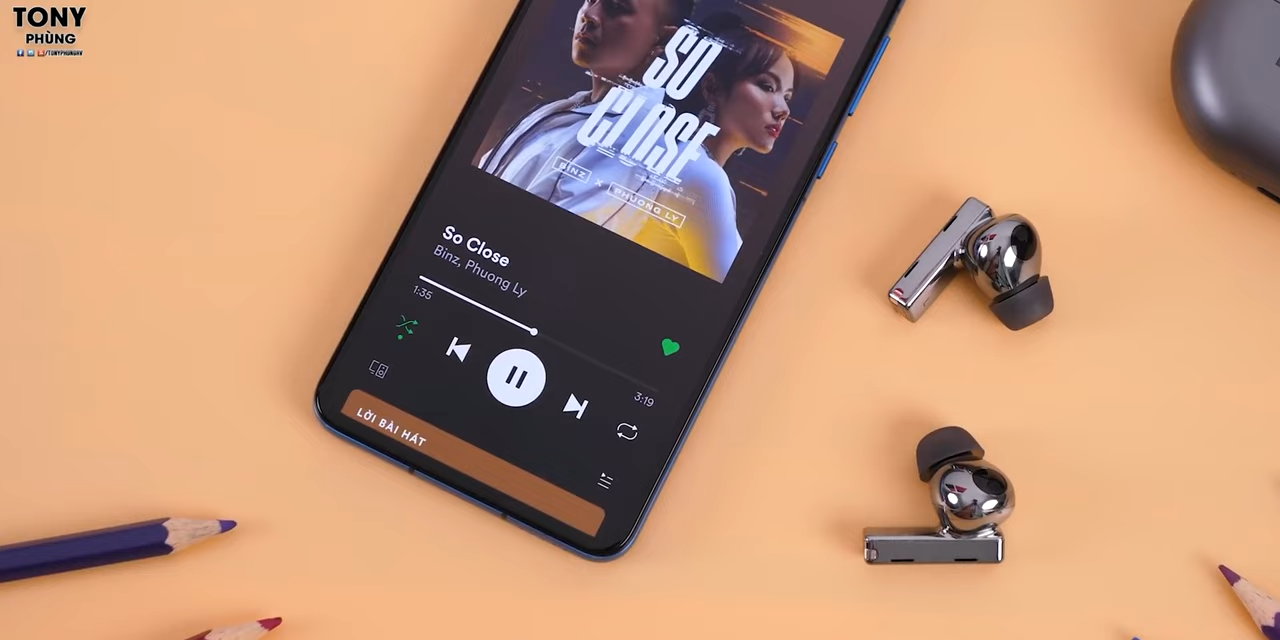 TONY
PHÙNG
/TONYPHUNGHV
SO
CLOSE
BINZ X PHUONG LY
So Close
Binz, Phuong Ly
1:35
3:19
LỜI BÀI HÁT